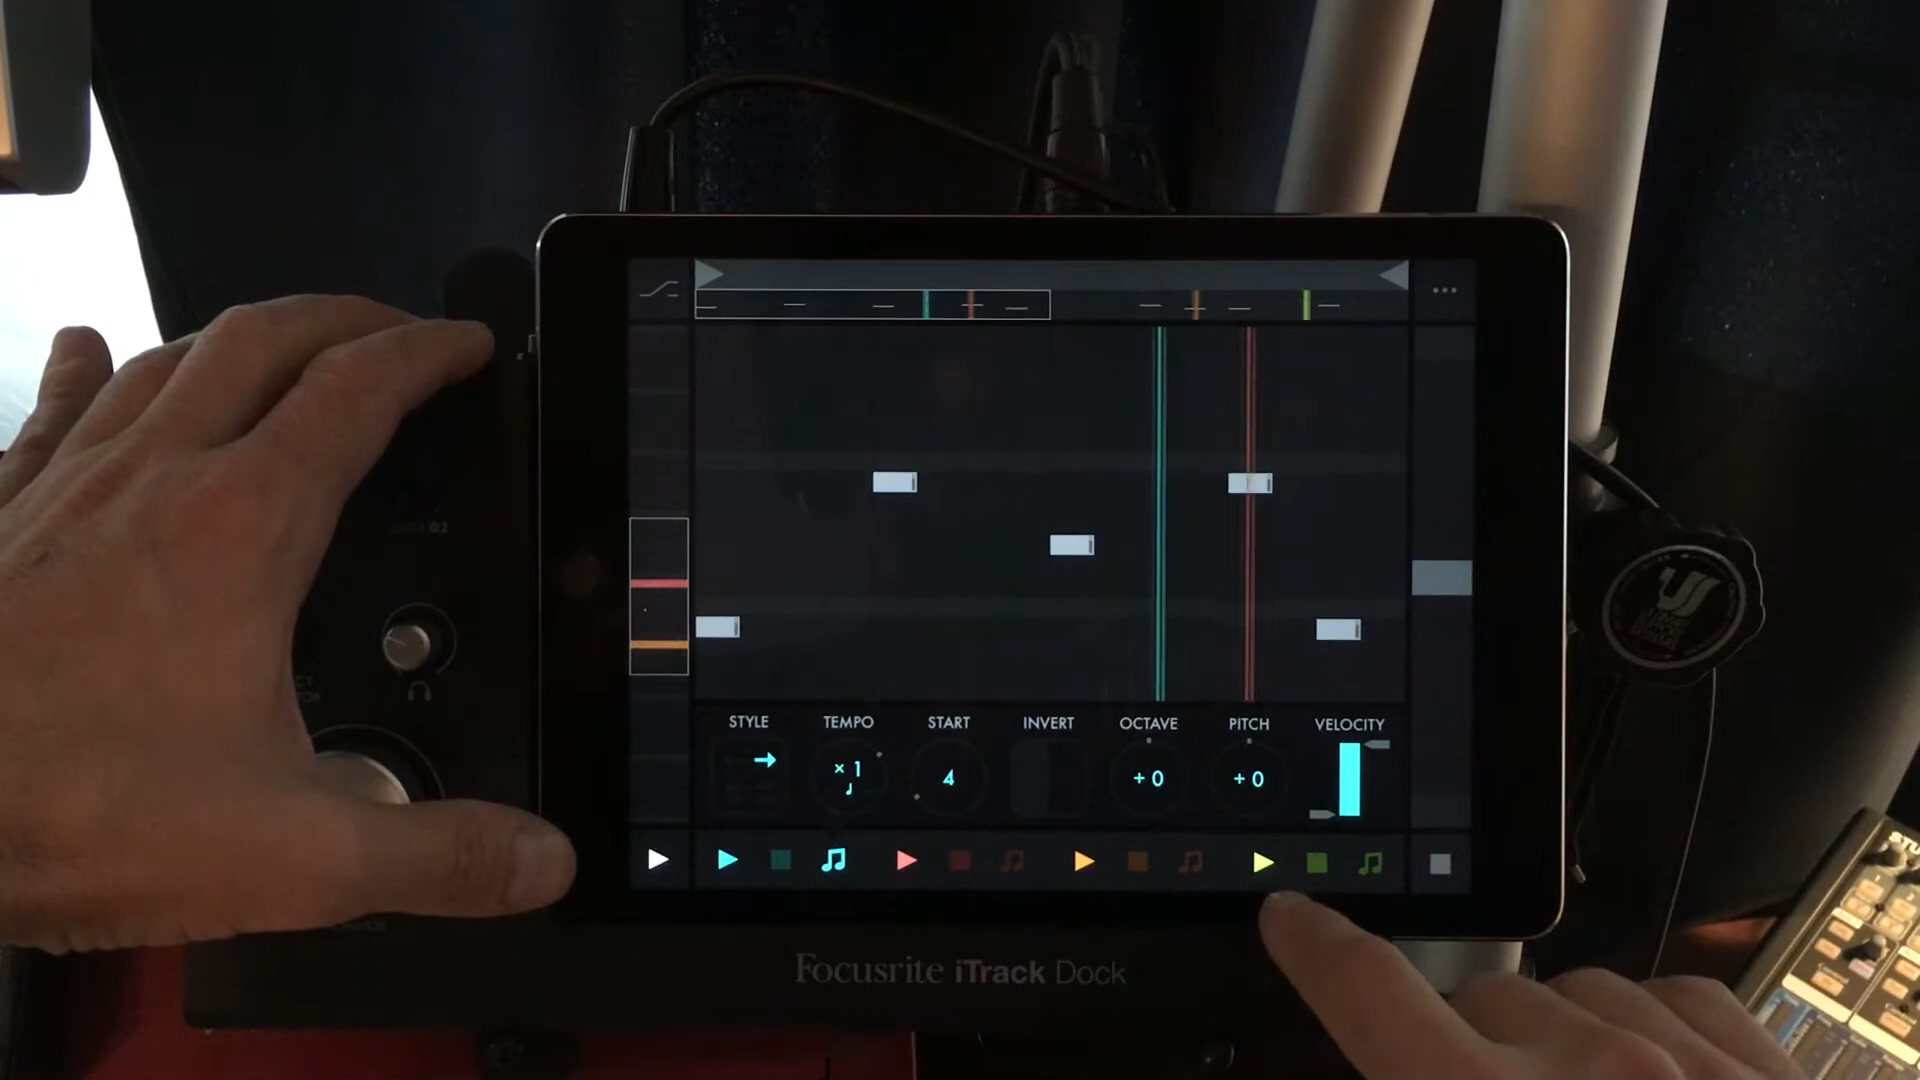 STYLE
TEMPO
START
INVERT
OCTAVE
PITCH
VELOCITY
× 1
4
+ 0
+ 0
Focusrite iTrack Dock